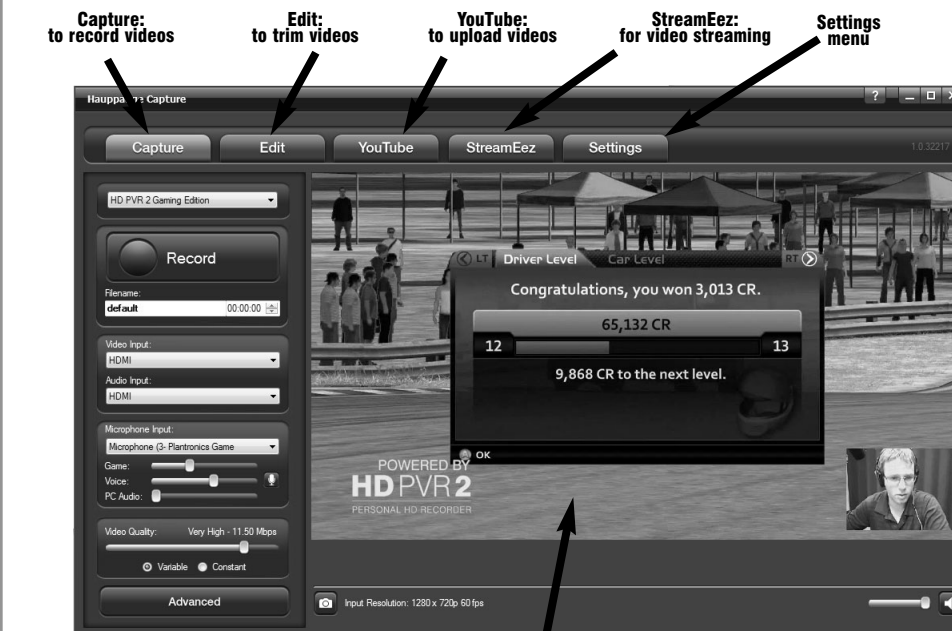 Capture:
to record videos
Edit:
to trim videos
YouTube:
to upload videos
StreamEez:
for video streaming
Settings
menu
Capture
?
Capture
Edit
YouTube
StreamEez
Settings
1.0.32217
HD PVR 2 Gaming Edition
Record
Filename:
default 00:00:00
Video Input:
HDMI
Audio Input:
HDMI
Microphone Input:
Microphone (3- Plantronics Game
Game:
Voice:
PC Audio:
Video Quality: Very High - 11.50 Mbps
Variable Constant
Advanced
LT Driver Level Car Level RT
Congratulations, you won 3,013 CR.
65,132 CR
12 13
9,868 CR to the next level.
A OK
POWERED BY
HD PVR 2
PERSONAL HD RECORDER
Input Resolution: 1280 x 720p 60 fps